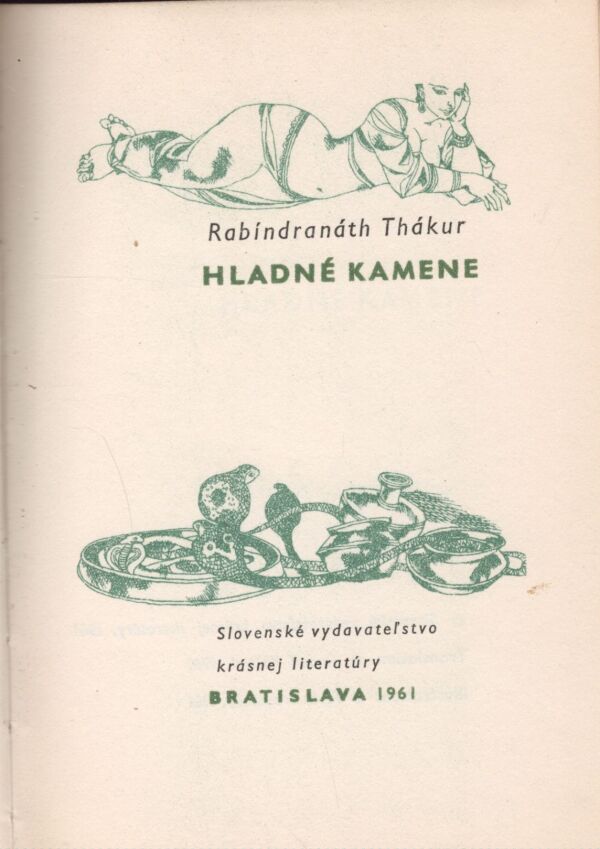 Rabíndranáth Thákur
HLADNÉ KAMENE
Slovenské vydavateľstvo
krásnej literatúry
BRATISLAVA 1961